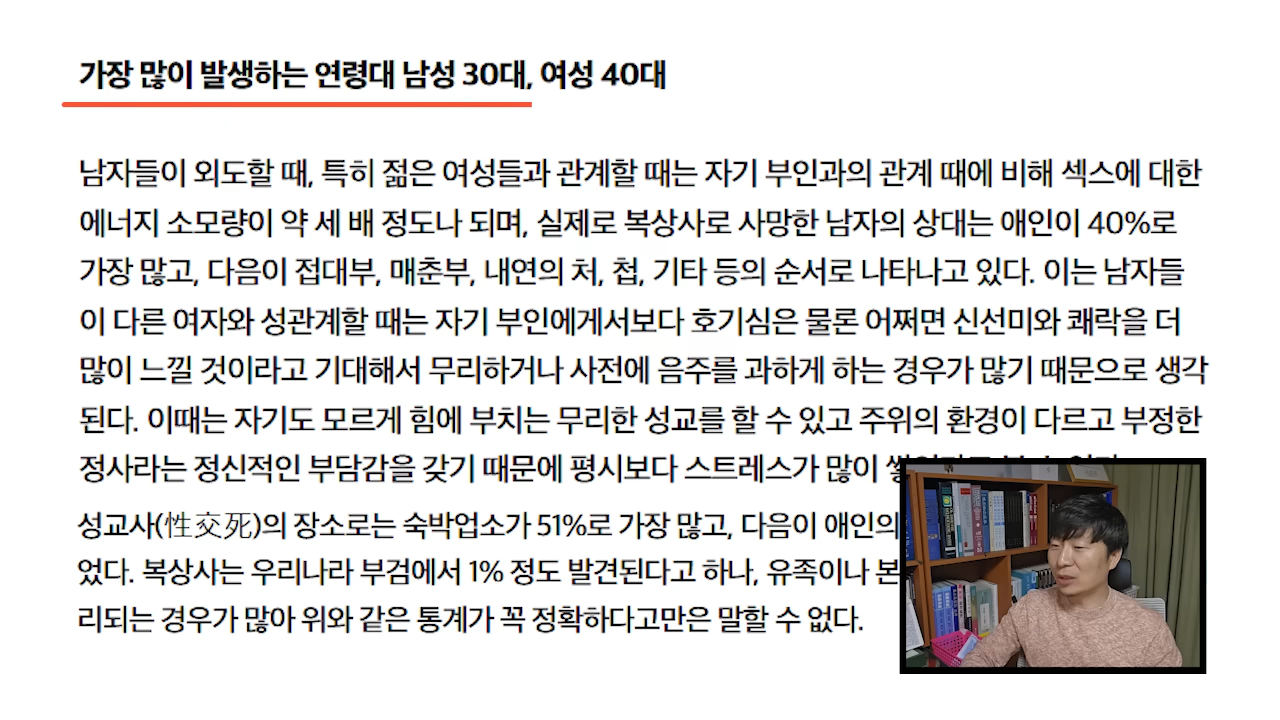 가장 많이 발생하는 연령대 남성 30대, 여성 40대
남자들이 외도할 때, 특히 젊은 여성들과 관계할 때는 자기 부인과의 관계 때에 비해 섹스에 대한
에너지 소모량이 약 세 배 정도나 되며, 실제로 복상사로 사망한 남자의 상대는 애인이 40%로
가장 많고, 다음이 접대부, 매춘부, 내연의 처, 첩, 기타 등의 순서로 나타나고 있다. 이는 남자들
이 다른 여자와 성관계할 때는 자기 부인에게서보다 호기심은 물론 어쩌면 신선미와 쾌락을 더
많이 느낄 것이라고 기대해서 무리하거나 사전에 음주를 과하게 하는 경우가 많기 때문으로 생각
된다. 이때는 자기도 모르게 힘에 부치는 무리한 성교를 할 수 있고 주위의 환경이 다르고 부정한
정사라는 정신적인 부담감을 갖기 때문에 평시보다 스트레스가 많이
성교사(性交死)의 장소로는 숙박업소가 51%로 가장 많고, 다음이 애인의
었다. 복상사는 우리나라 부검에서 1% 정도 발견된다고 하나, 유족이나 본
리되는 경우가 많아 위와 같은 통계가 꼭 정확하다고만은 말할 수 없다.